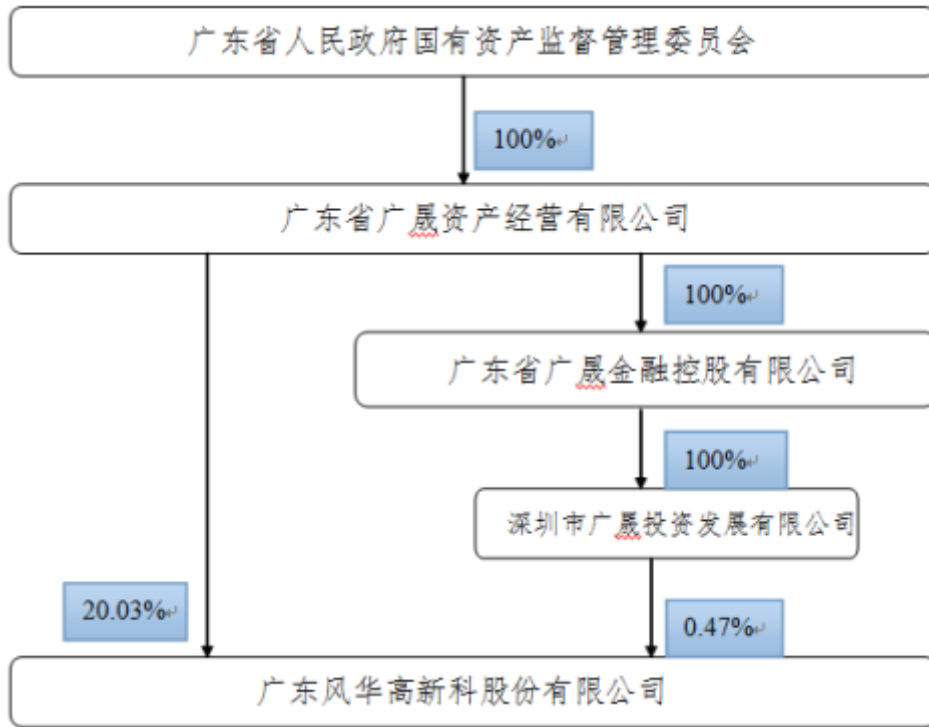 广东省人民政府国有资产监督管理委员会
100%
广东省广晟资产经营有限公司
100%
广东省广晟金融控股有限公司
100%
深圳市广晟投资发展有限公司
20.03%
0.47%
广东风华高新科股份有限公司